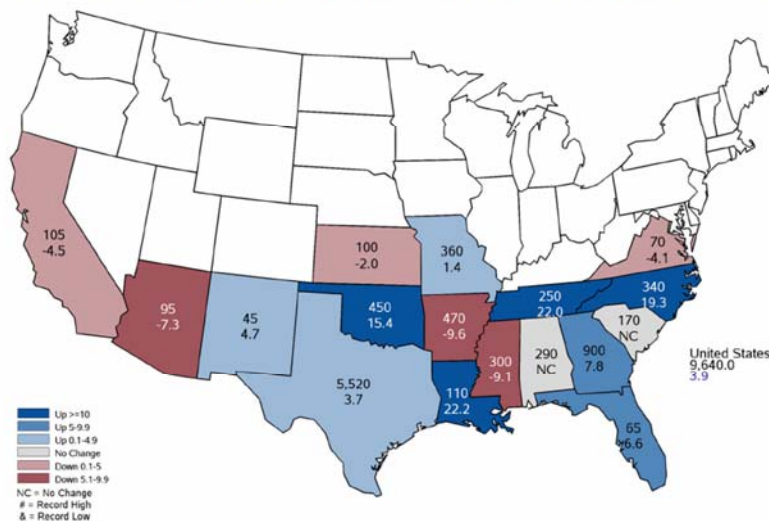 105
-4.5
95
-7.3
45
4.7
100
-2.0
360
1.4
450
15.4
470
-9.6
5,520
3.7
110
22.2
300
-9.1
290
NC
250
22.0
340
19.3
70
-4.1
170
NC
900
7.8
65
6.6
United States
9,640.0
3.9
Up >=10
Up 5-9.9
Up 0.1-4.9
No Change
Down 0.1-5
Down 5.1-9.9
NC = No Change
# = Record High
& = Record Low